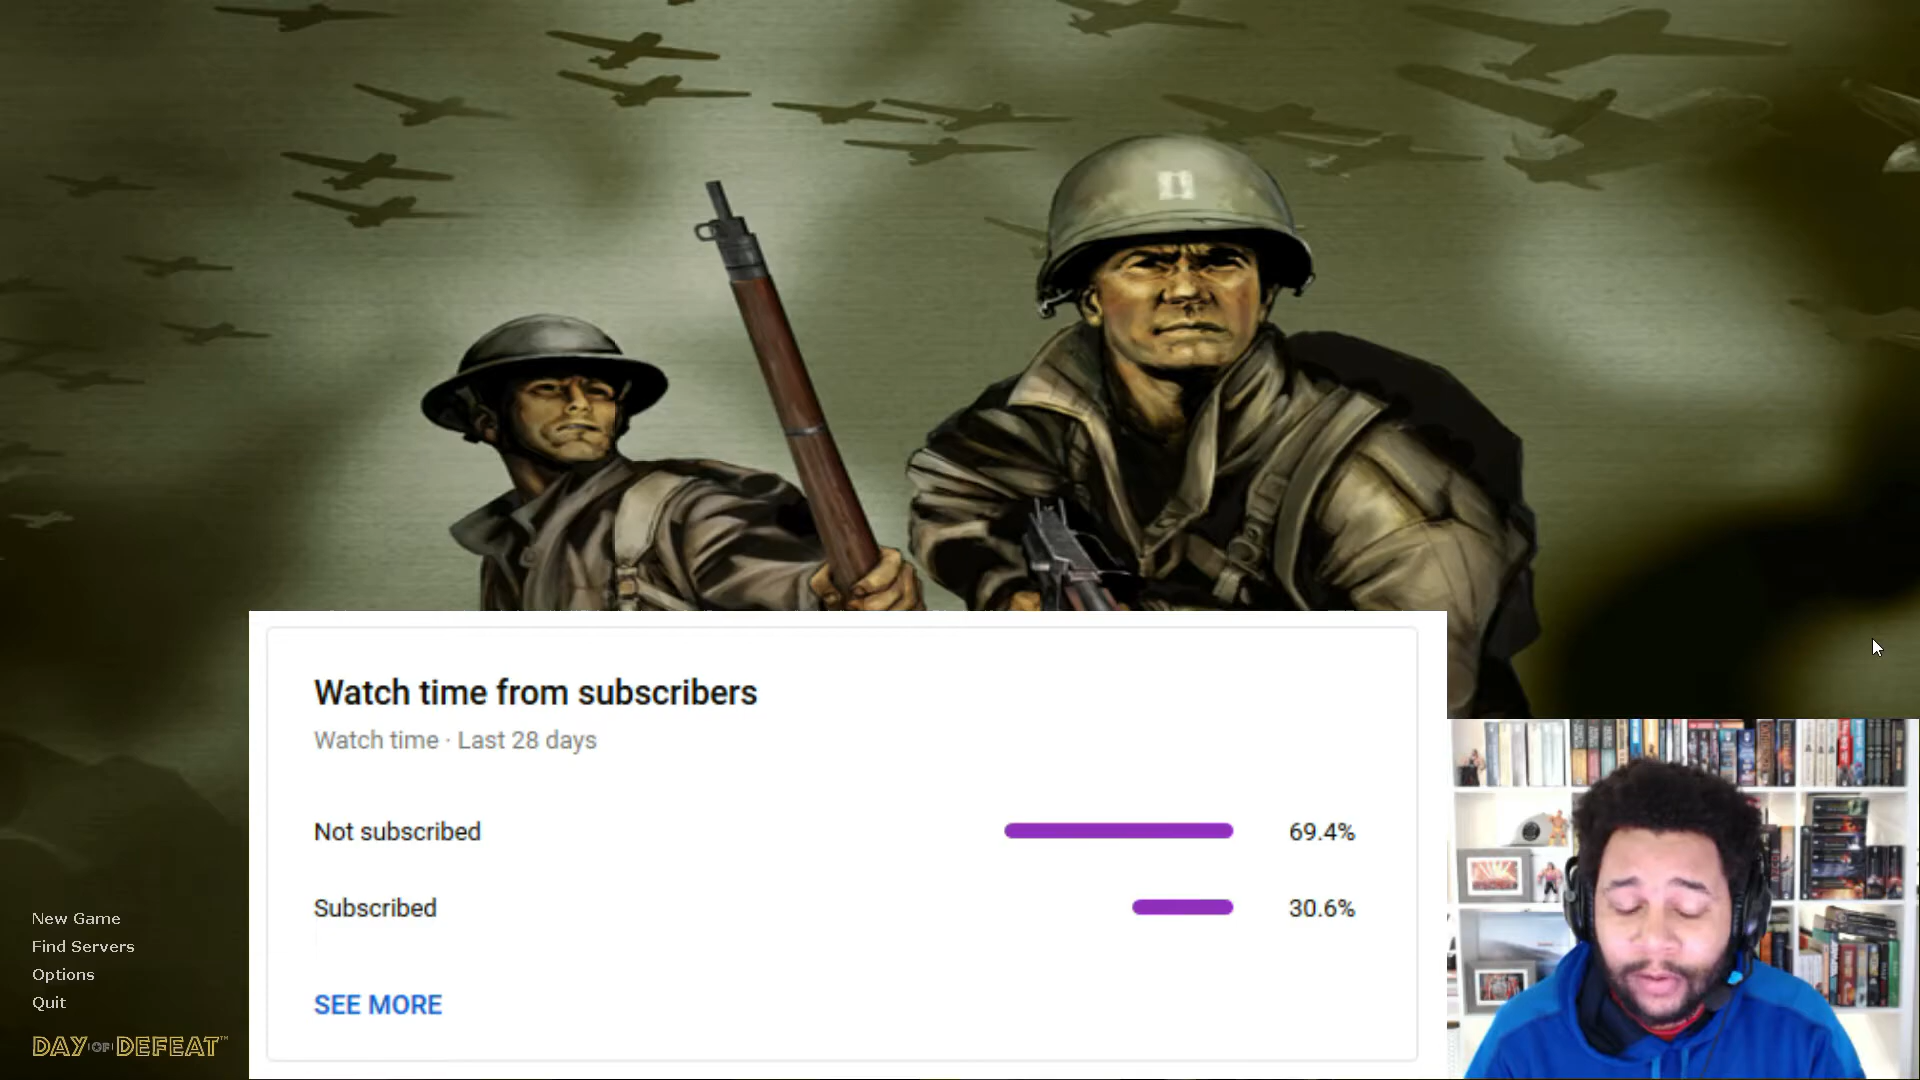 Watch time from subscribers
Watch time · Last 28 days
Not subscribed 69.4%
Subscribed 30.6%
SEE MORE
New Game
Find Servers
Options
Quit
DAY OF DEFEAT™